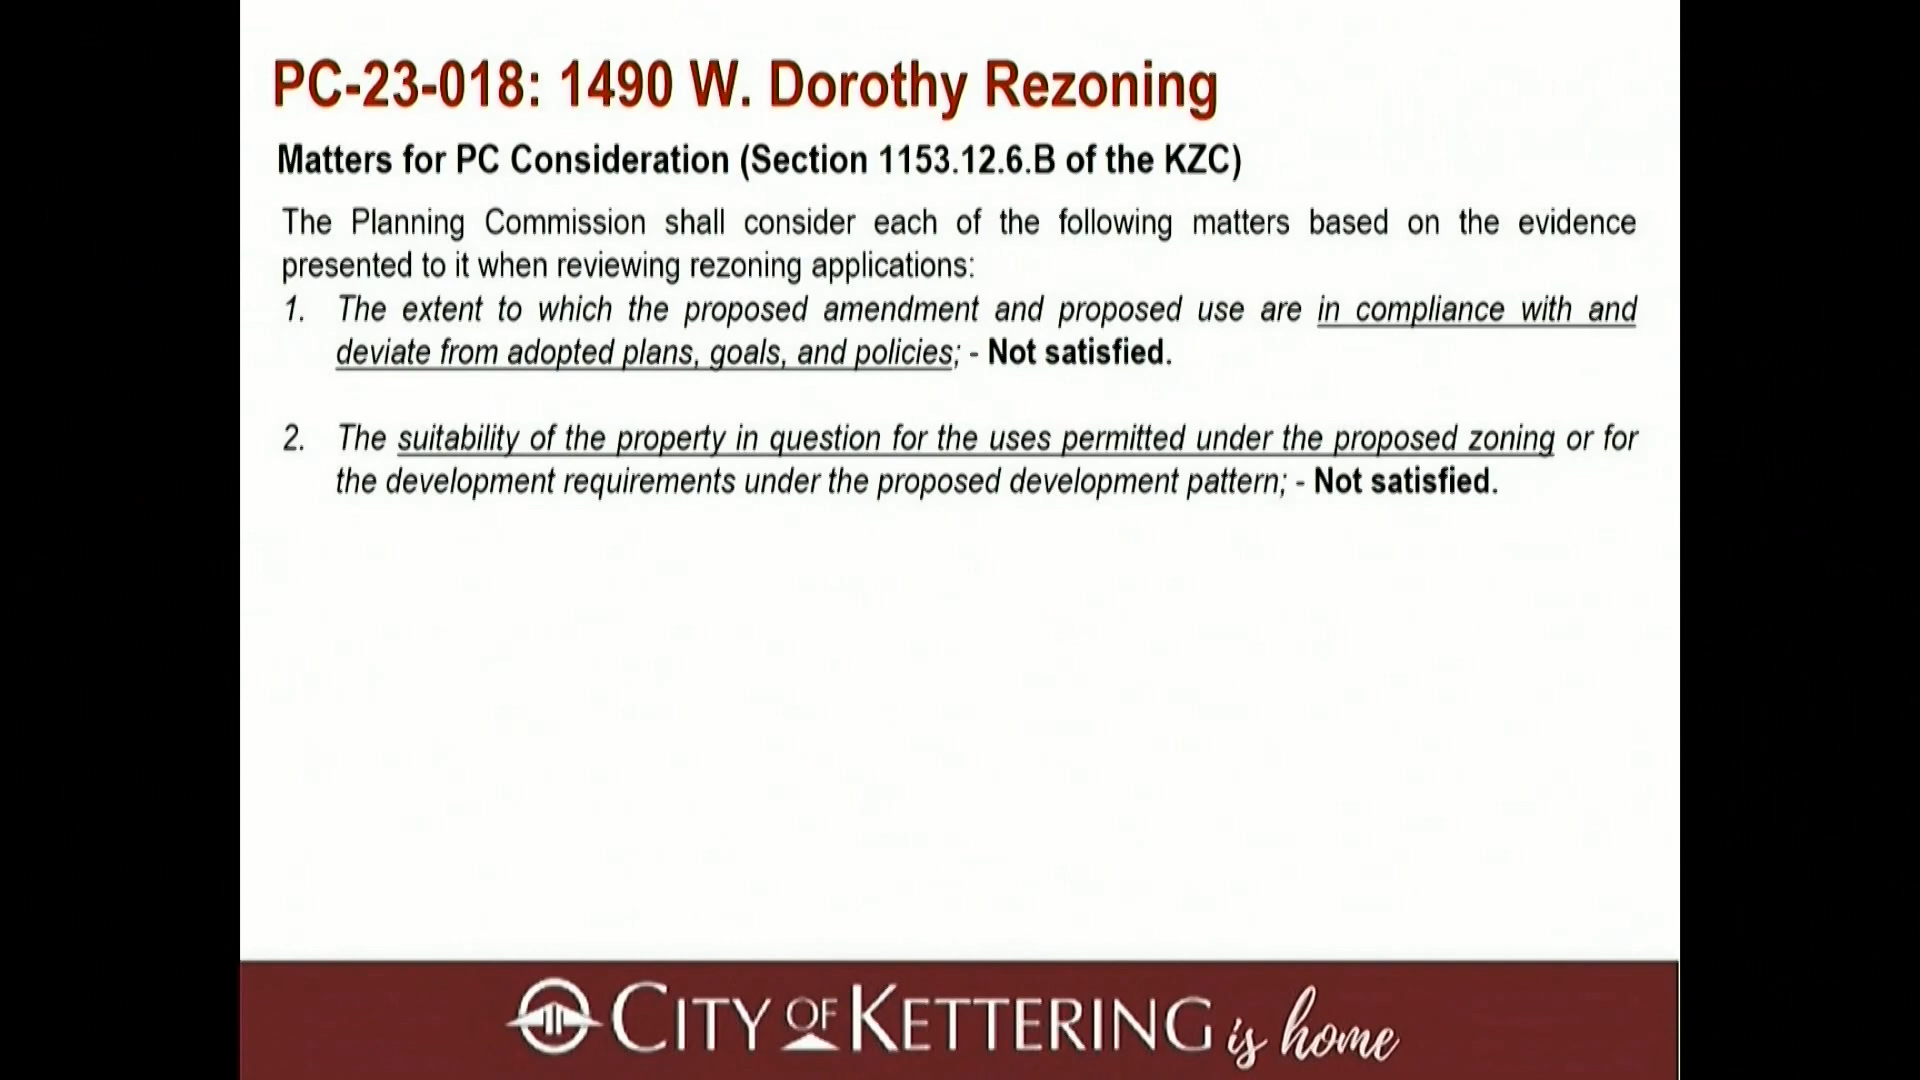 PC-23-018: 1490 W. Dorothy Rezoning
Matters for PC Consideration (Section 1153.12.6.B of the KZC)
The Planning Commission shall consider each of the following matters based on the evidence
presented to it when reviewing rezoning applications:
1. The extent to which the proposed amendment and proposed use are in compliance with and
deviate from adopted plans, goals, and policies; - Not satisfied.
2. The suitability of the property in question for the uses permitted under the proposed zoning or for
the development requirements under the proposed development pattern; - Not satisfied.
CITY OF KETTERING is home